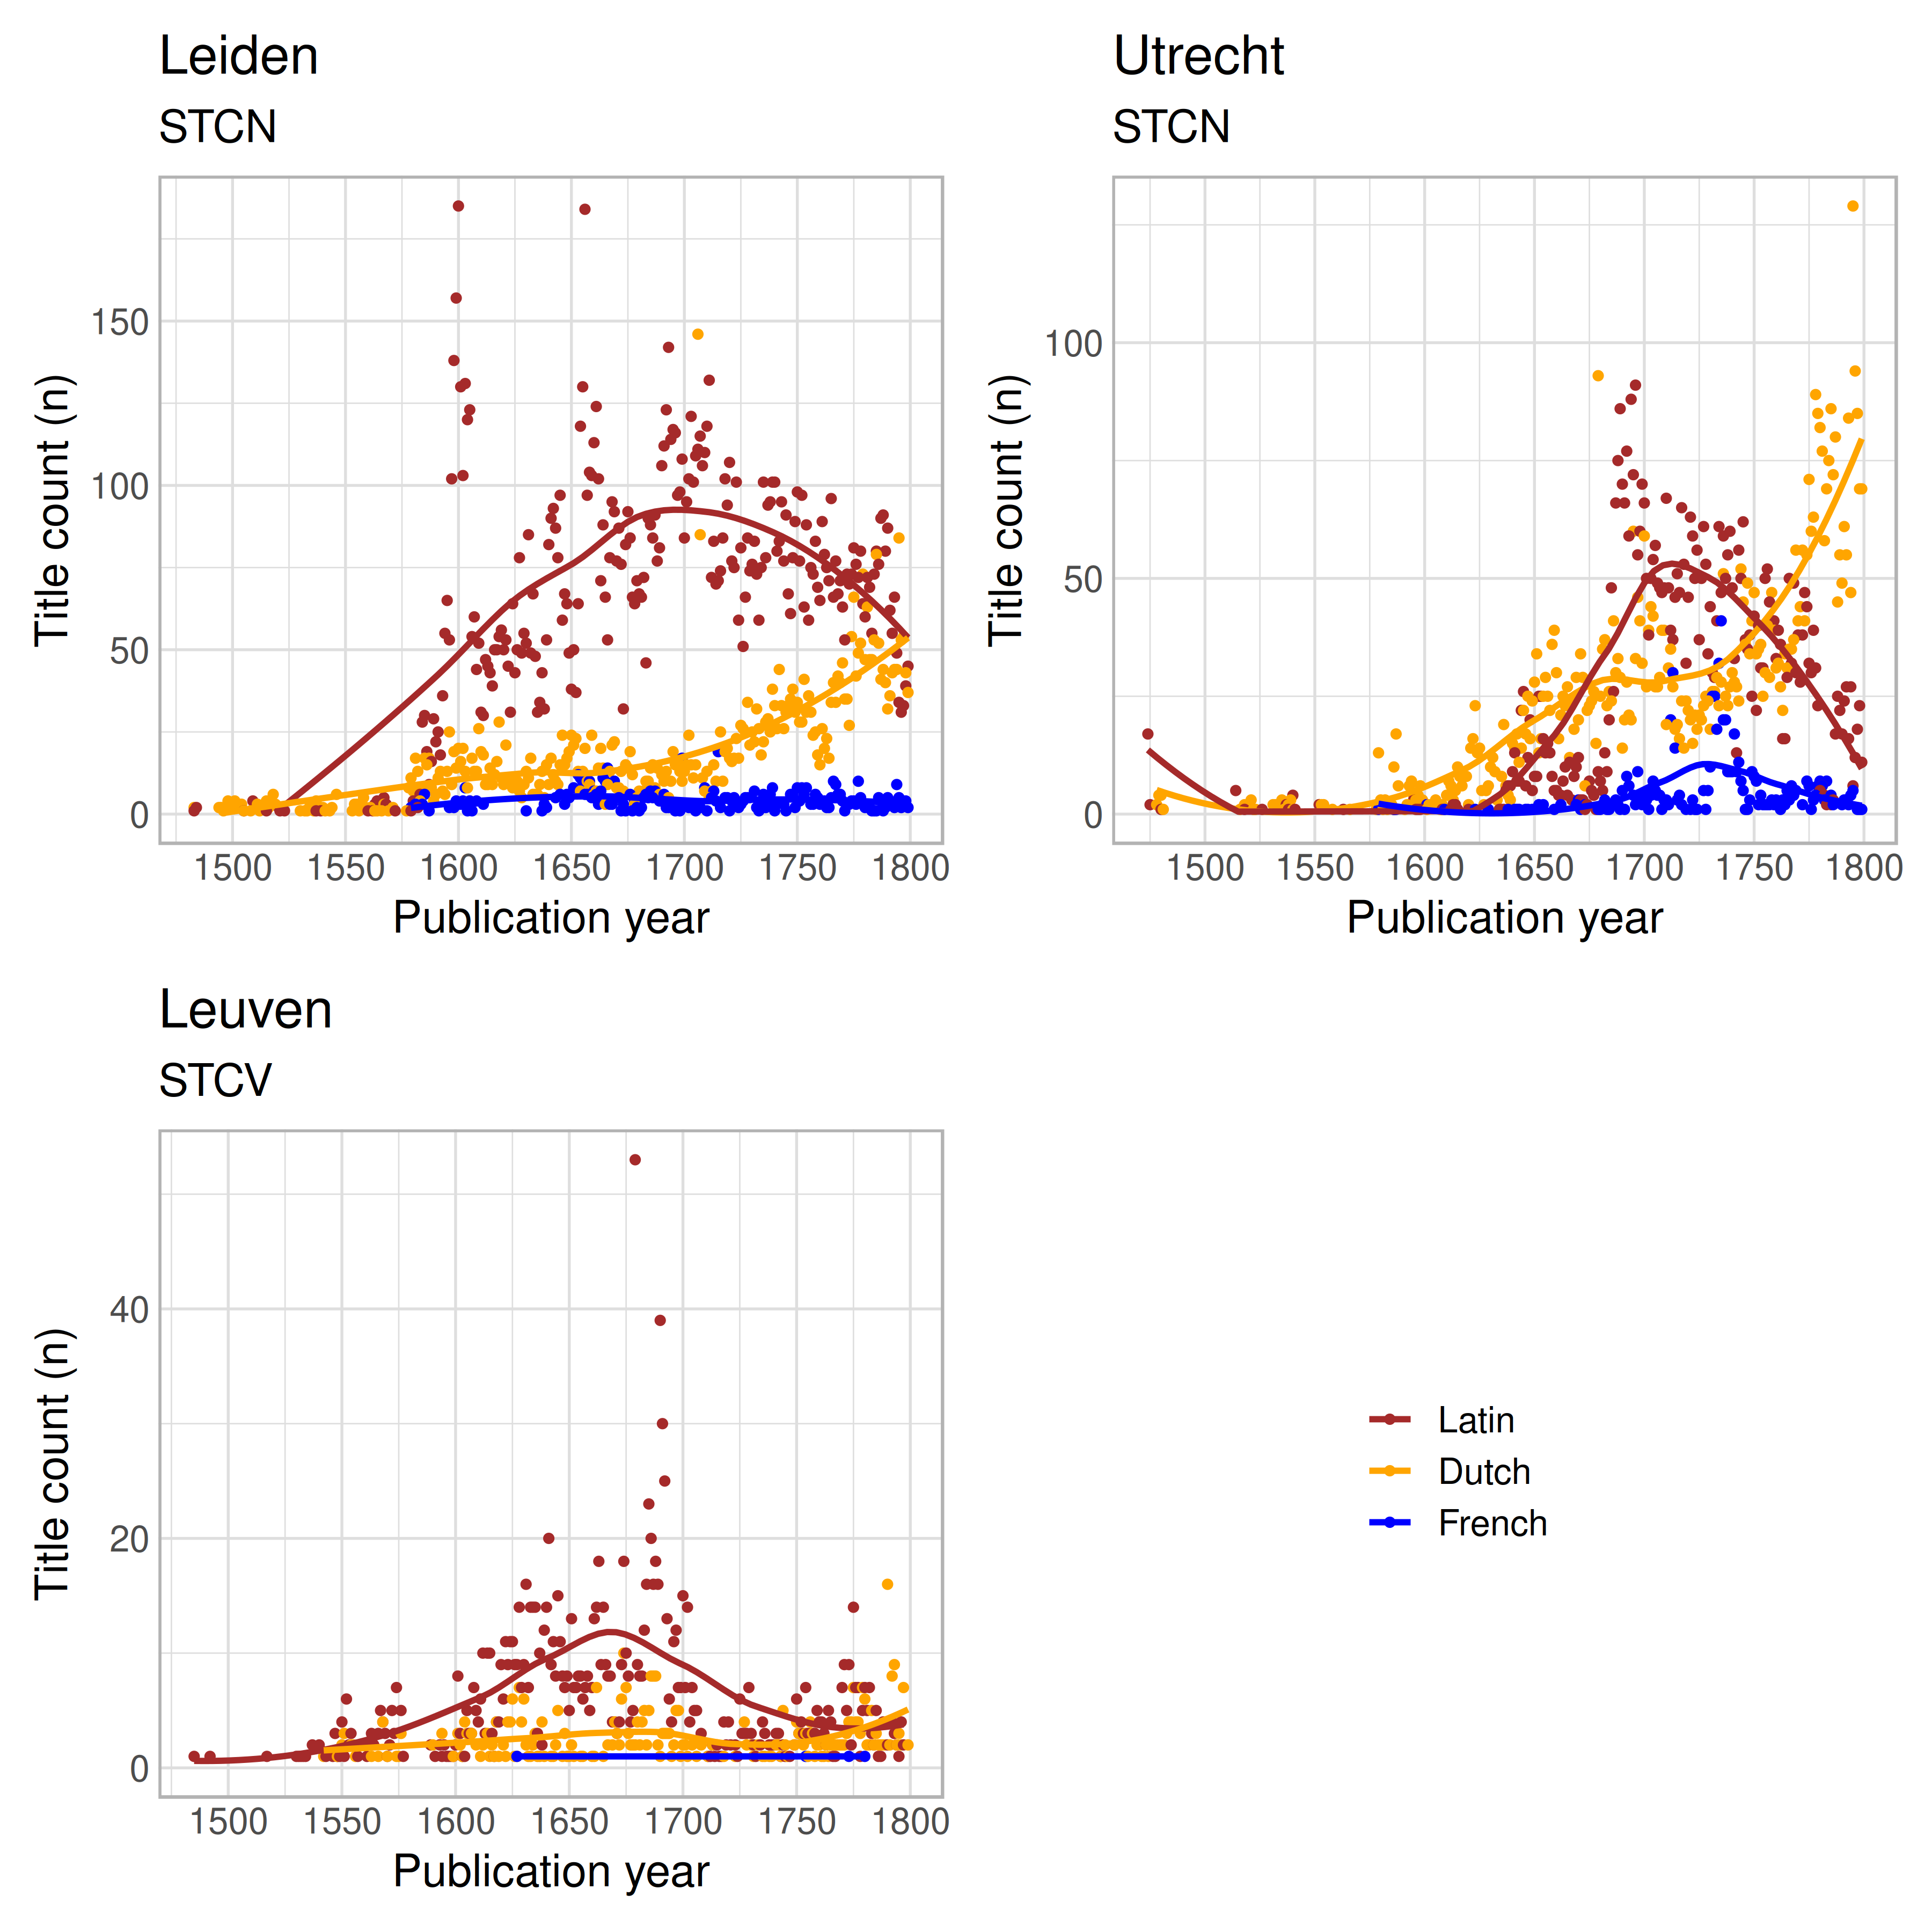 Leiden
STCN
Title count (n)
150
100
50
0
1500 1550 1600 1650 1700 1750 1800
Publication year
Utrecht
STCN
Title count (n)
100
50
0
1500 1550 1600 1650 1700 1750 1800
Publication year
Leuven
STCV
Title count (n)
40
20
0
1500 1550 1600 1650 1700 1750 1800
Publication year
Latin
Dutch
French